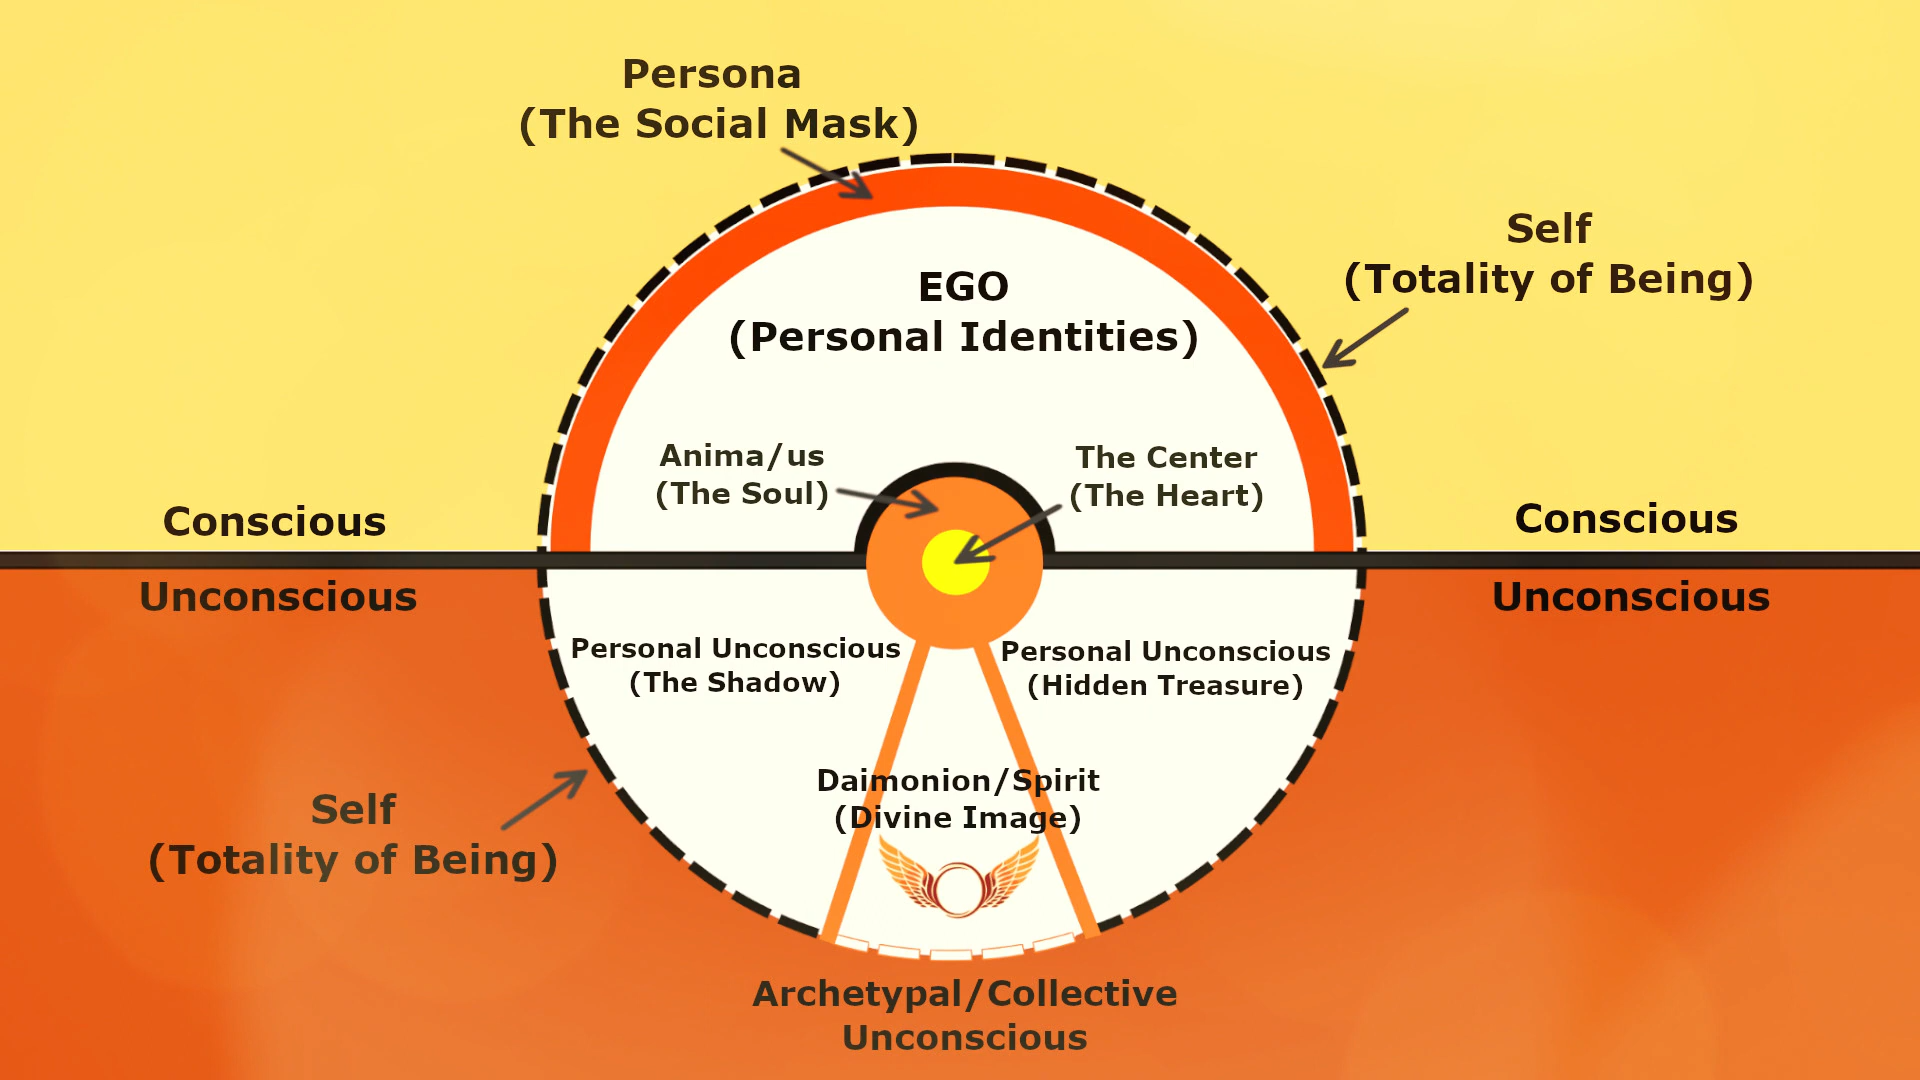 Persona
(The Social Mask)
Self
(Totality of Being)
EGO
(Personal Identities)
Anima/us
(The Soul)
The Center
(The Heart)
Conscious
Conscious
Unconscious
Unconscious
Personal Unconscious
(The Shadow)
Personal Unconscious
(Hidden Treasure)
Daimonion/Spirit
(Divine Image)
Self
(Totality of Being)
Archetypal/Collective
Unconscious